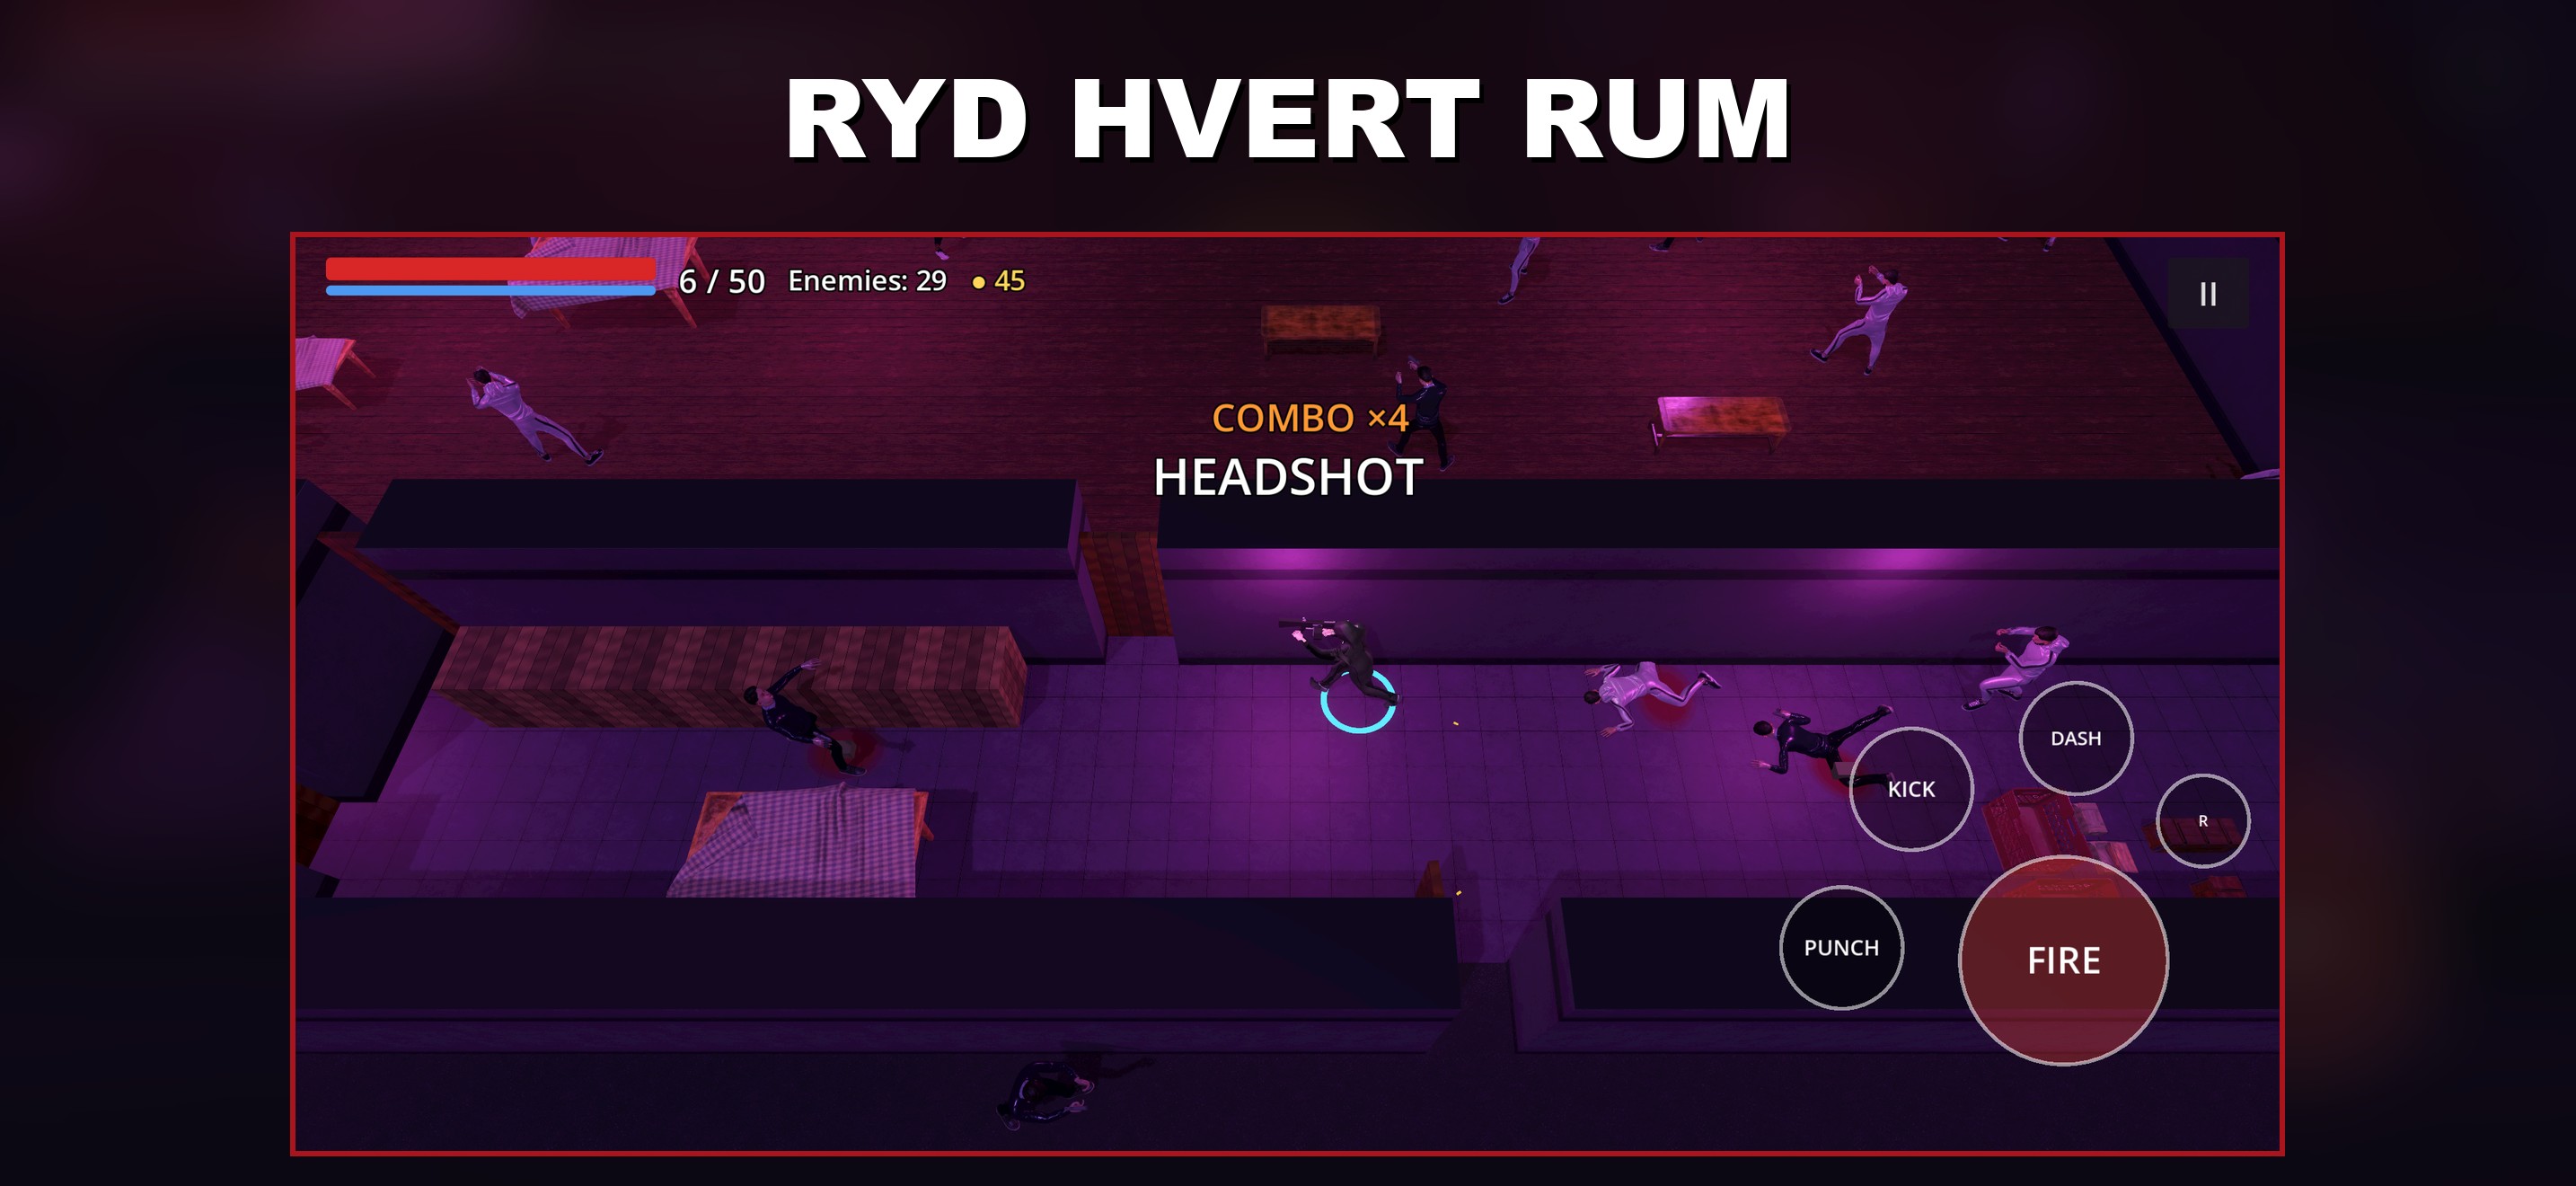 RYD HVERT RUM
6 / 50 Enemies: 29 45
COMBO ×4
HEADSHOT
DASH
KICK
R
PUNCH
FIRE